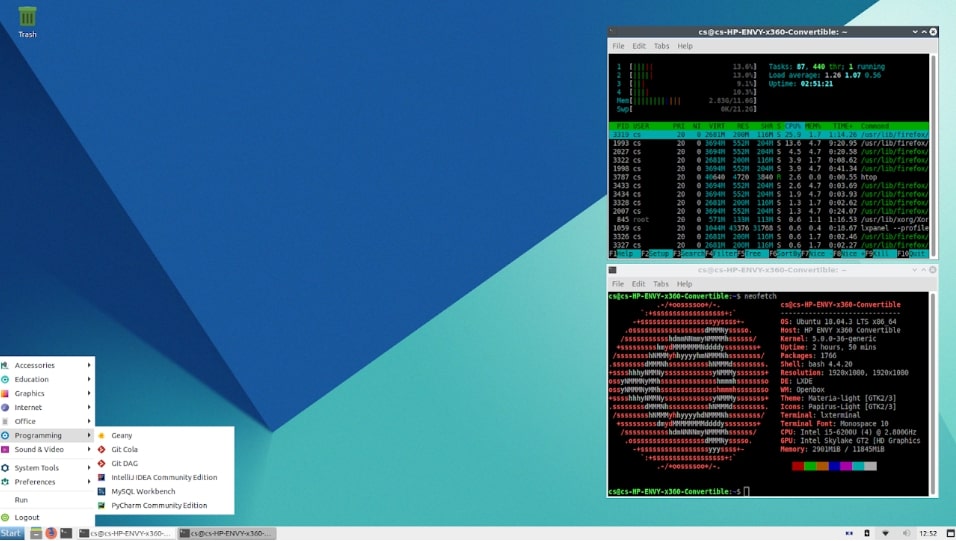 Trash
cs@cs-HP-ENVY-x360-Convertible: ~
File Edit Tabs Help
1 [||||| 13.6%] Tasks: 87, 440 thr; 1 running
2 [||||| 13.0%] Load average: 1.26 1.07 0.56
3 [||| 9.1%] Uptime: 02:51:21
4 [|||| 10.3%]
Mem[||||||||||||| 2.83G/11.6G]
Swp[ 0K/21.2G]
PID USER PRI NI VIRT RES SHR S CPU% MEM% TIME+ Command
3319 cs 20 0 2681M 200M 116M S 25.9 1.7 1:14.26 /usr/lib/firefox/
1993 cs 20 0 3694M 552M 204M S 13.6 4.7 9:20.95 /usr/lib/firefox/
2027 cs 20 0 3694M 552M 204M S 4.5 4.7 0:20.58 /usr/lib/firefox/
3322 cs 20 0 2681M 200M 116M S 3.9 1.7 0:08.62 /usr/lib/firefox/
1998 cs 20 0 3694M 552M 204M S 3.9 4.7 0:41.34 /usr/lib/firefox/
3787 cs 20 0 40640 4720 3840 R 2.6 0.0 0:00.55 htop
3433 cs 20 0 3694M 552M 204M S 2.6 4.7 0:03.69 /usr/lib/firefox/
3434 cs 20 0 3694M 552M 204M S 1.9 4.7 0:03.93 /usr/lib/firefox/
3328 cs 20 0 2681M 200M 116M S 1.3 1.7 0:02.62 /usr/lib/firefox/
2007 cs 20 0 3694M 552M 204M S 1.3 4.7 0:24.07 /usr/lib/firefox/
845 root 20 0 571M 133M 113M S 0.6 1.1 1:16.53 /usr/lib/xorg/Xor
1059 cs 20 0 1044M 43376 31768 S 0.6 0.4 0:18.67 lxpanel --profile
3326 cs 20 0 2681M 200M 116M S 0.6 1.7 0:02.46 /usr/lib/firefox/
3327 cs 20 0 2681M 200M 116M S 0.6 1.7 0:02.27 /usr/lib/firefox/
F1Help F2Setup F3SearchF4FilterF5Tree F6SortByF7Nice -F8Nice +F9Kill F10Quit
cs@cs-HP-ENVY-x360-Convertible: ~
File Edit Tabs Help
cs@cs-HP-ENVY-x360-Convertible:~$ neofetch
cs@cs-HP-ENVY-x360-Convertible
OS: Ubuntu 18.04.3 LTS x86_64
Host: HP ENVY x360 Convertible
Kernel: 5.0.0-36-generic
Uptime: 2 hours, 50 mins
Packages: 1766
Shell: bash 4.4.20
Resolution: 1920x1080, 1920x1080
DE: LXDE
WM: Openbox
Theme: Materia-light [GTK2/3]
Icons: Papirus-Light [GTK2/3]
Terminal: lxterminal
Terminal Font: Monospace 10
CPU: Intel i5-6200U (4) @ 2.800GHz
GPU: Intel Skylake GT2 [HD Graphics
Memory: 2901MiB / 11845MiB
cs@cs-HP-ENVY-x360-Convertible:~$
Accessories
Education
Graphics
Internet
Office
Programming
Sound & Video
System Tools
Preferences
Run
Logout
Geany
Git Cola
Git DAG
IntelliJ IDEA Community Edition
MySQL Workbench
PyCharm Community Edition
Start
cs@cs-HP-ENVY-x360-...
cs@cs-HP-ENVY-x360-...
12:52